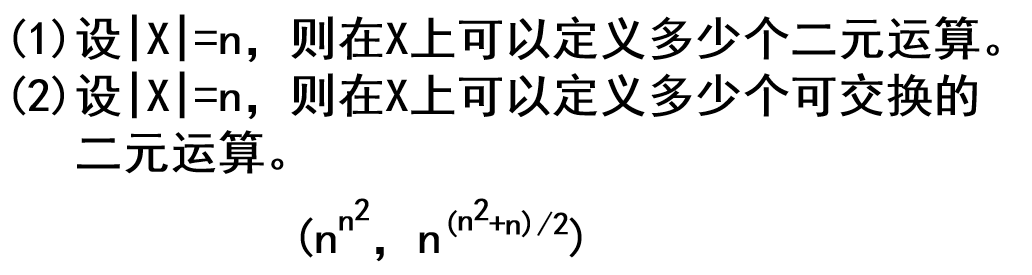 (1)设|X|=n，则在X上可以定义多少个二元运算。
(2)设|X|=n，则在X上可以定义多少个可交换的
二元运算。
(n^{n^2}，n^{(n^2+n)/2})